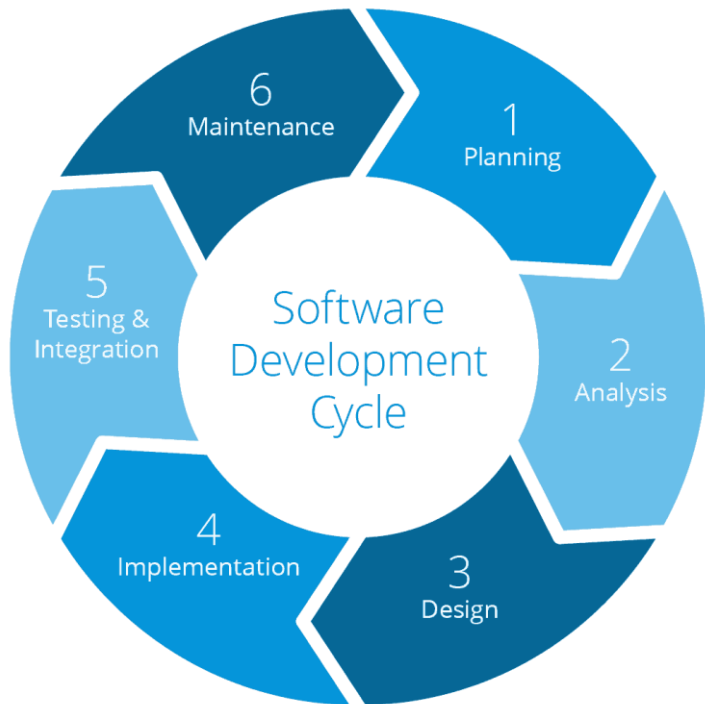 Software
Development
Cycle
1
Planning
2
Analysis
3
Design
4
Implementation
5
Testing &
Integration
6
Maintenance